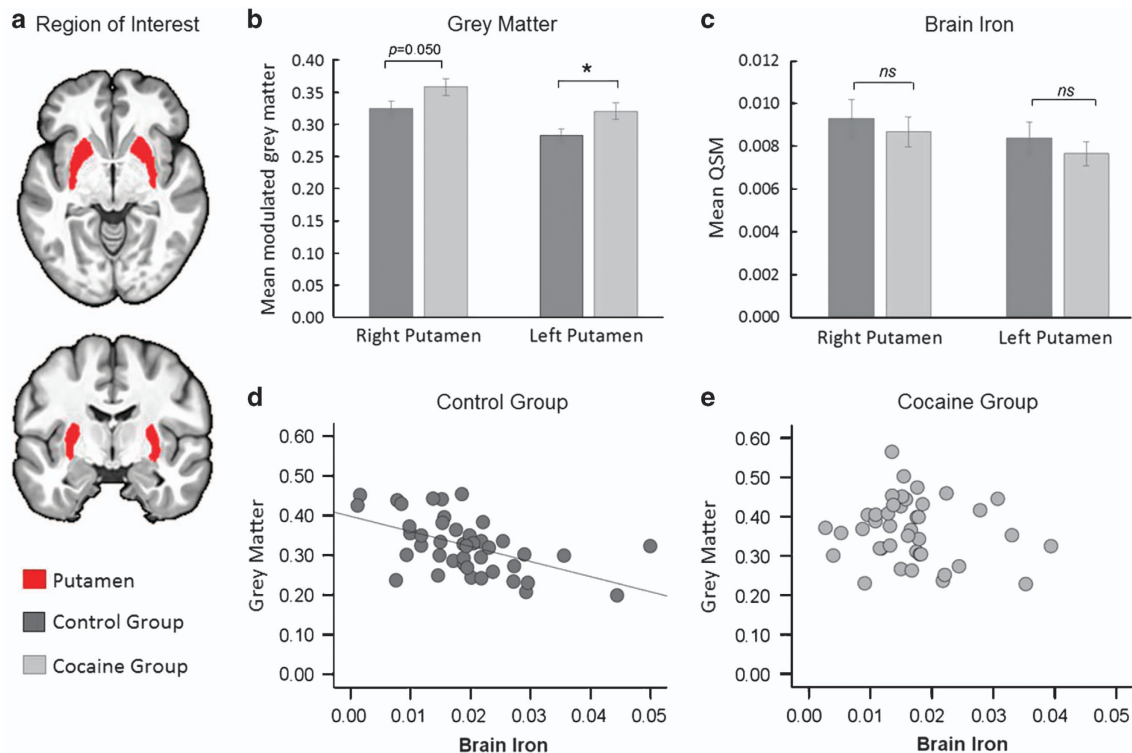 a Region of Interest
Putamen
Control Group
Cocaine Group
b Grey Matter
Mean modulated grey matter
0.40
0.35
0.30
0.25
0.20
0.15
0.10
0.05
0.00
p=0.050
*
Right Putamen Left Putamen
c Brain Iron
Mean QSM
0.012
0.010
0.008
0.006
0.004
0.002
0.000
ns
ns
Right Putamen Left Putamen
d Control Group
Grey Matter
0.60
0.50
0.40
0.30
0.20
0.10
0.00
0.00 0.01 0.02 0.03 0.04 0.05
Brain Iron
e Cocaine Group
Grey Matter
0.60
0.50
0.40
0.30
0.20
0.10
0.00
0.00 0.01 0.02 0.03 0.04 0.05
Brain Iron